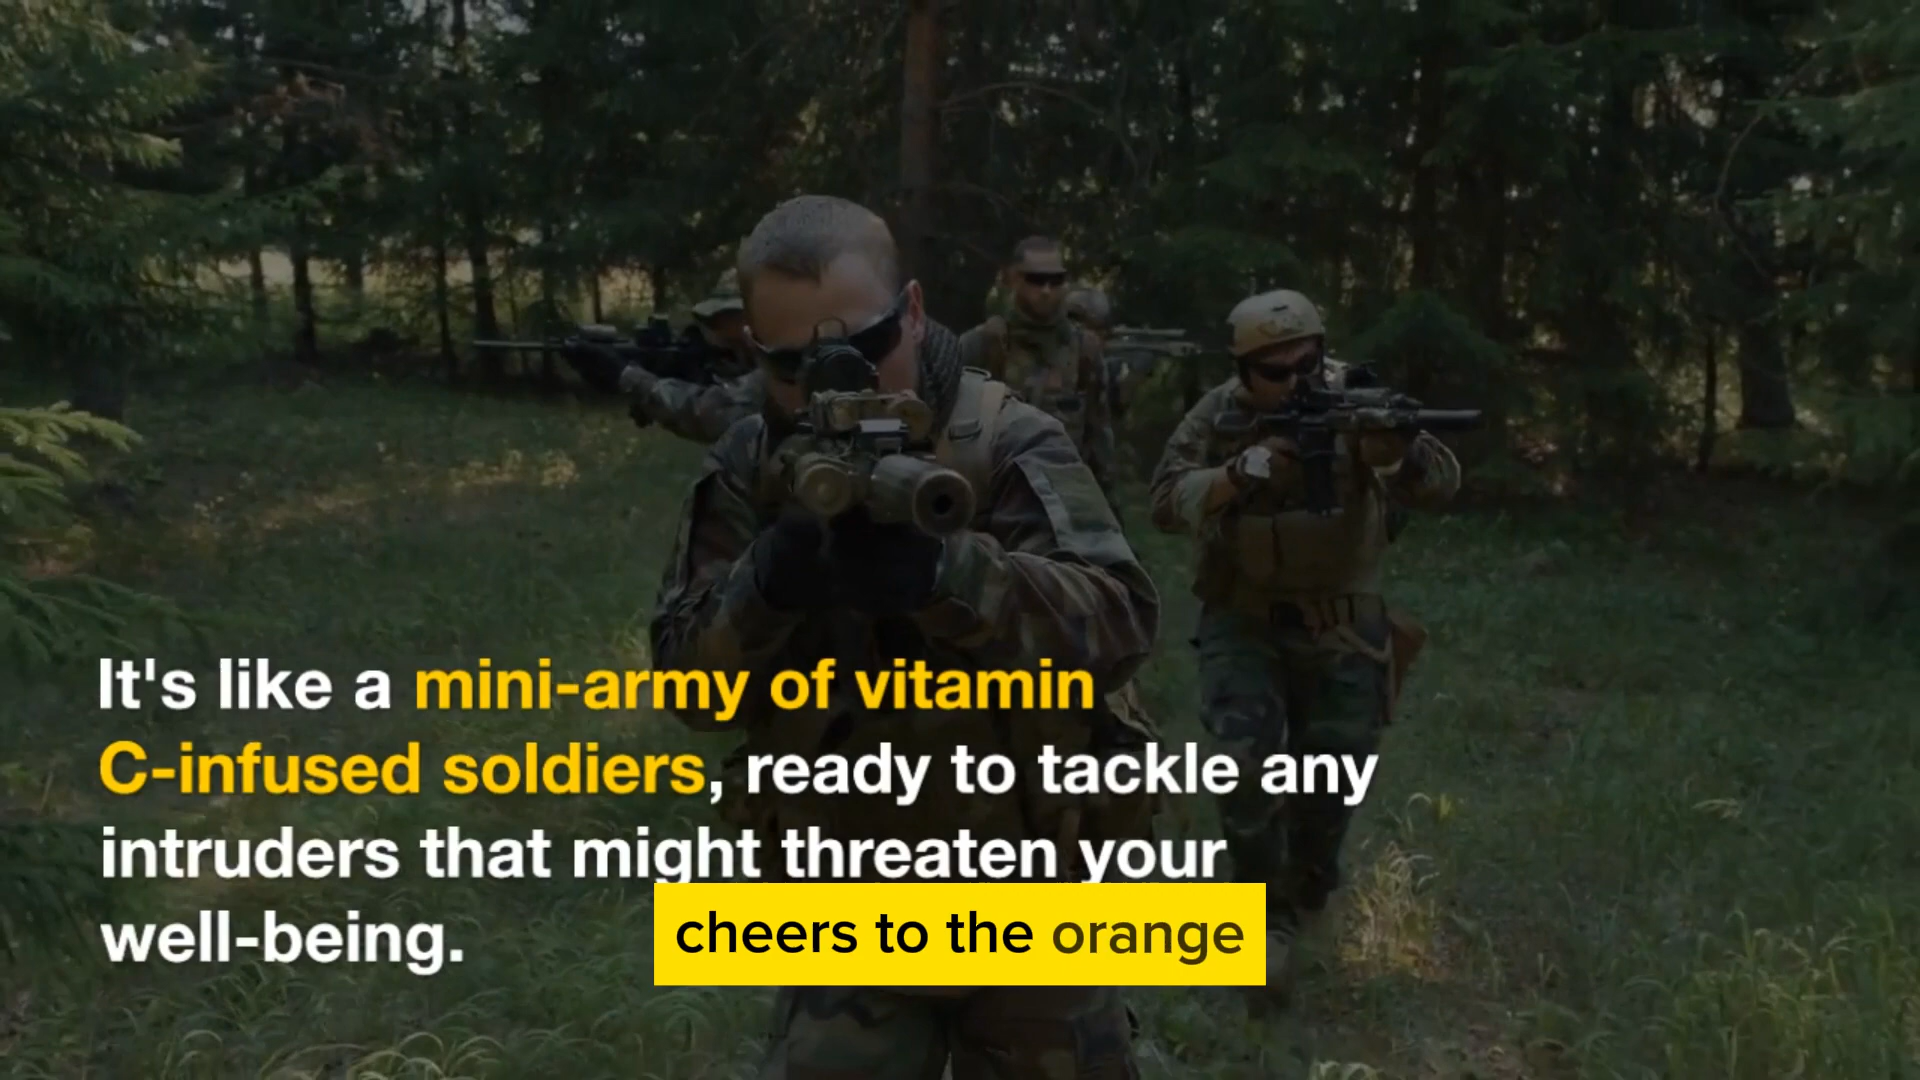 It's like a mini-army of vitamin
C-infused soldiers, ready to tackle any
intruders that might threaten your
well-being.
cheers to the orange